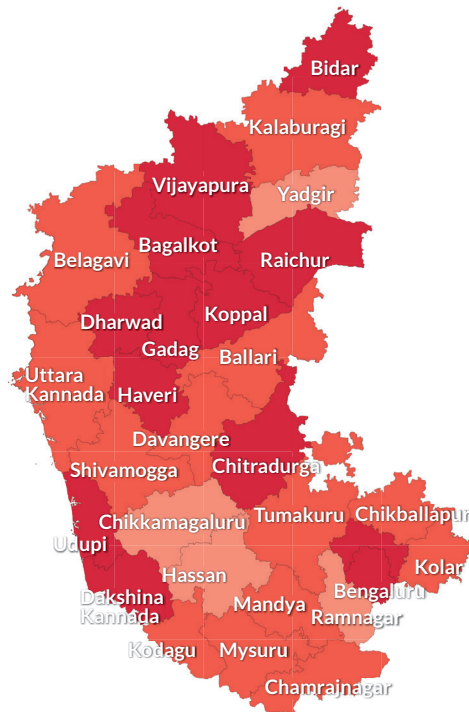 Bidar
Kalaburagi
Vijayapura
Yadgir
Bagalkot
Belagavi
Raichur
Dharwad
Koppal
Gadag
Ballari
Uttara
Kannada
Haveri
Davangere
Shivamogga
Chitradurga
Chikkamagaluru
Tumakuru
Chikballapur
Udupi
Hassan
Kolar
Bengaluru
Dakshina
Kannada
Mandya
Ramnagar
Kodagu
Mysuru
Chamrajnagar